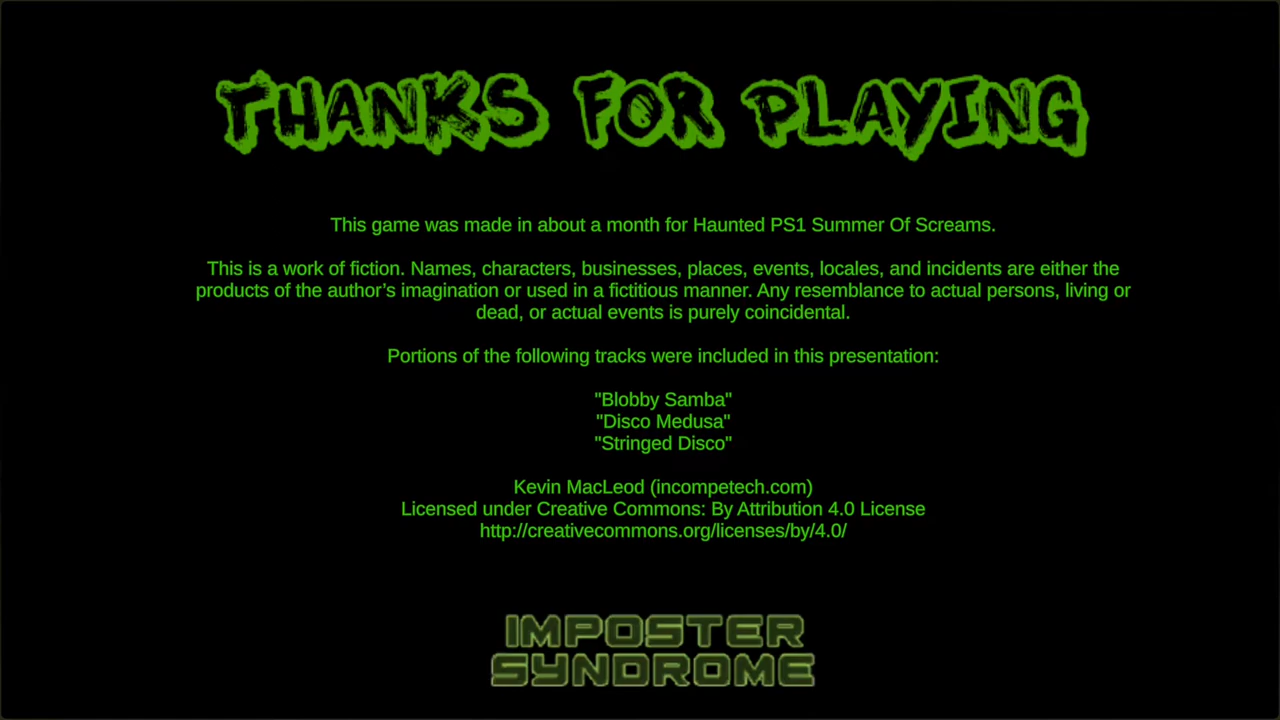 THANKS FOR PLAYING
This game was made in about a month for Haunted PS1 Summer Of Screams.
This is a work of fiction. Names, characters, businesses, places, events, locales, and incidents are either the
products of the author’s imagination or used in a fictitious manner. Any resemblance to actual persons, living or
dead, or actual events is purely coincidental.
Portions of the following tracks were included in this presentation:
"Blobby Samba"
"Disco Medusa"
"Stringed Disco"
Kevin MacLeod (incompetech.com)
Licensed under Creative Commons: By Attribution 4.0 License
http://creativecommons.org/licenses/by/4.0/
IMPOSTER
SYNDROME